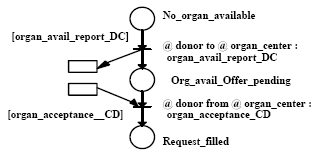 No_organ_available
[organ_avail_report_DC]
@ donor to @ organ_center :
organ_avail_report_DC
Org_avail_Offer_pending
@ donor from @ organ_center :
organ_acceptance_CD
[organ_acceptance__CD]
Request_filled